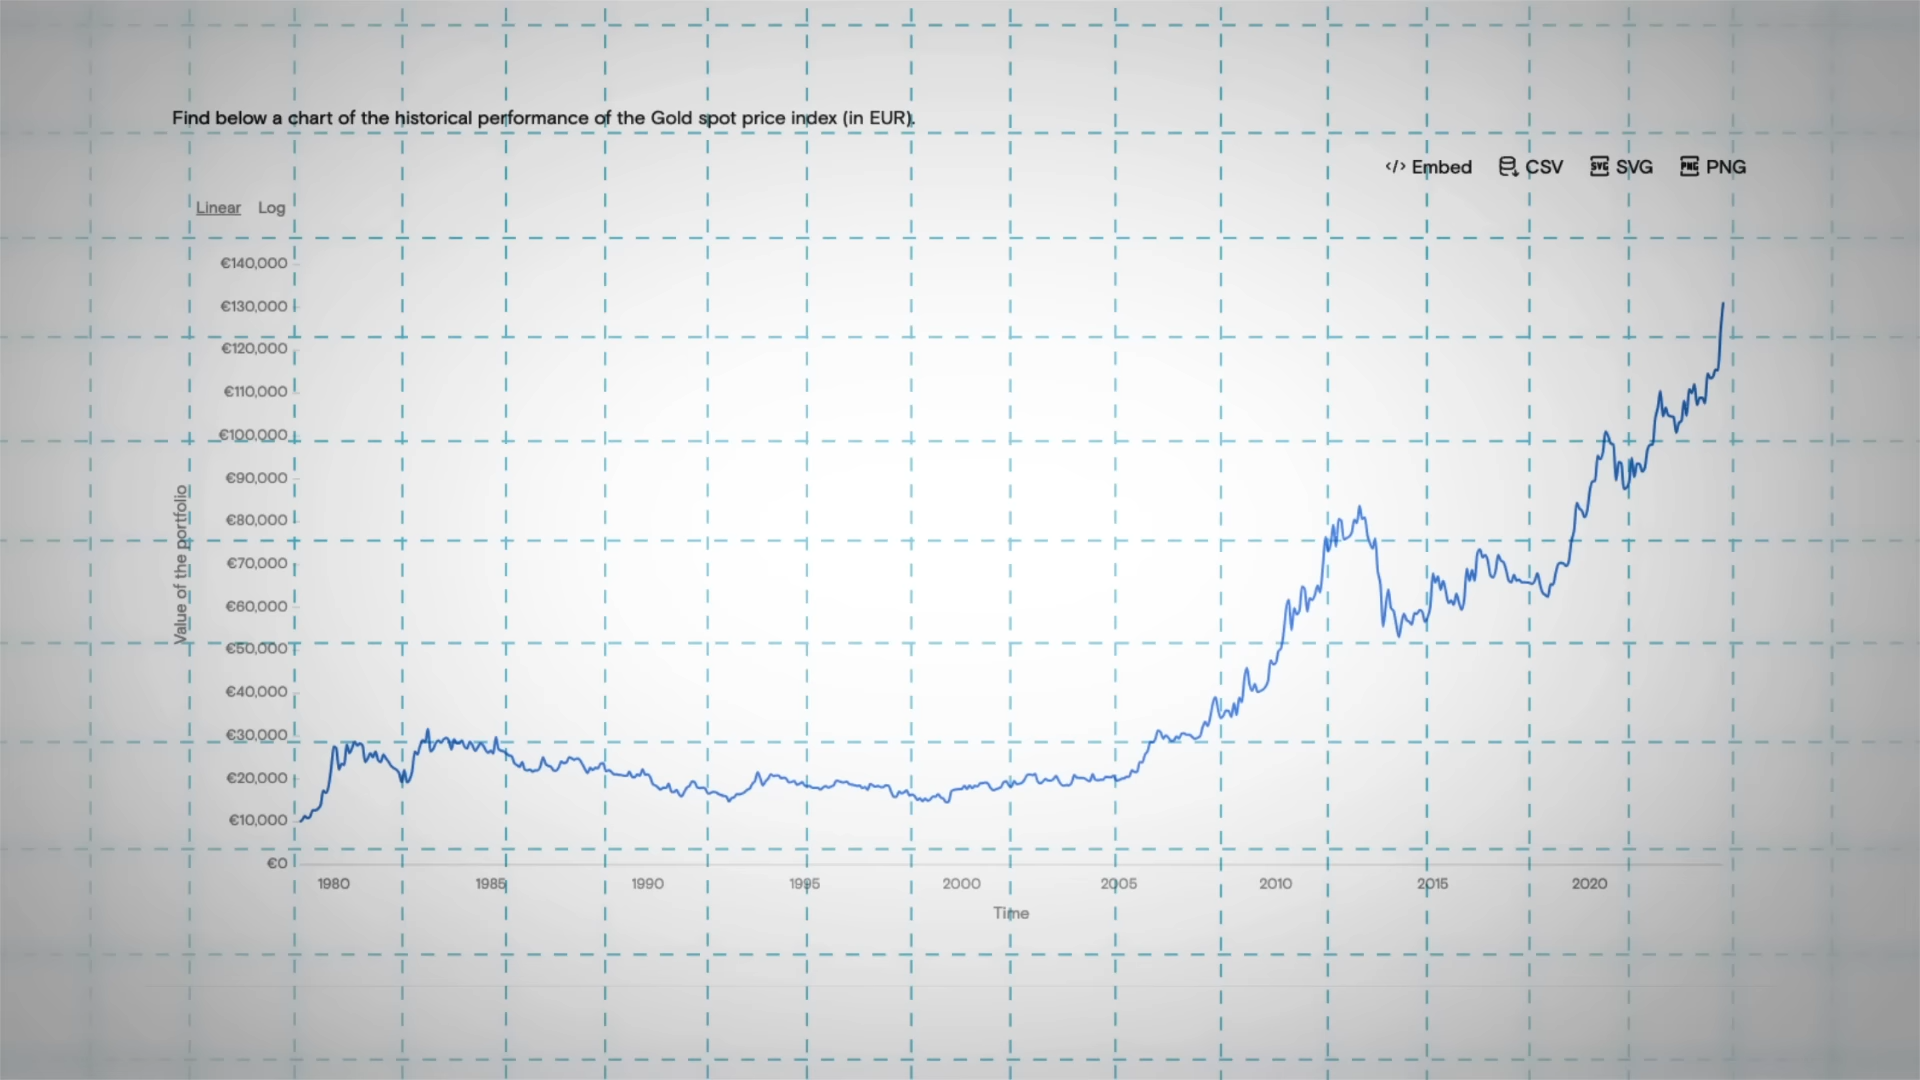 Find below a chart of the historical performance of the Gold spot price index (in EUR).
</> Embed CSV SVG SVG PNG PNG
Linear Log
€140,000
€130,000
€120,000
€110,000
€100,000
€90,000
€80,000
€70,000
€60,000
€50,000
€40,000
€30,000
€20,000
€10,000
€0
Value of the portfolio
1980 1985 1990 1995 2000 2005 2010 2015 2020
Time